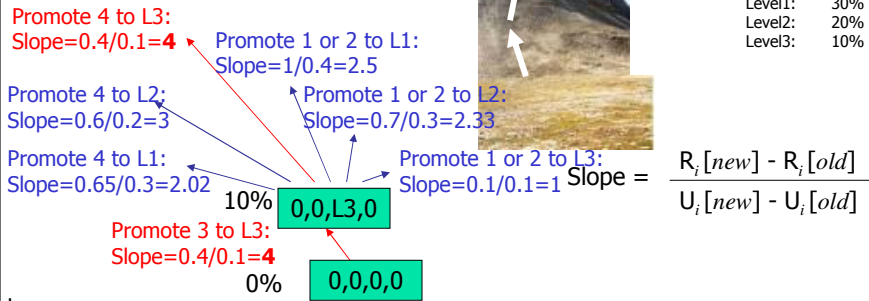 Promote 4 to L3:
Slope=0.4/0.1=4
Promote 1 or 2 to L1:
Slope=1/0.4=2.5
Promote 4 to L2:
Slope=0.6/0.2=3
Promote 1 or 2 to L2:
Slope=0.7/0.3=2.33
Promote 4 to L1:
Slope=0.65/0.3=2.02
Promote 1 or 2 to L3:
Slope=0.1/0.1=1
10%
0,0,L3,0
Promote 3 to L3:
Slope=0.4/0.1=4
0%
0,0,0,0
Level1: 30%
Level2: 20%
Level3: 10%
Slope =
R_i[new] - R_i[old]
U_i[new] - U_i[old]